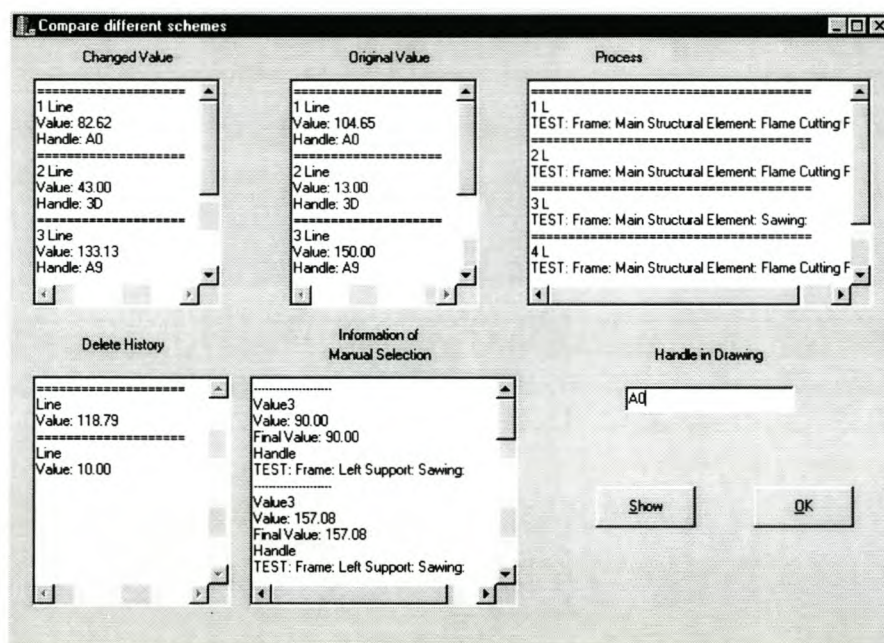 Compare different schemes
Changed Value
Original Value
Process
====================
1 Line
Value: 82.62
Handle: A0
====================
2 Line
Value: 43.00
Handle: 3D
====================
3 Line
Value: 133.13
Handle: A9
====================
1 Line
Value: 104.65
Handle: A0
====================
2 Line
Value: 13.00
Handle: 3D
====================
3 Line
Value: 150.00
Handle: A9
======================================
1 L
TEST: Frame: Main Structural Element: Flame Cutting F
======================================
2 L
TEST: Frame: Main Structural Element: Flame Cutting F
======================================
3 L
TEST: Frame: Main Structural Element: Sawing:
======================================
4 L
TEST: Frame: Main Structural Element: Flame Cutting F
Delete History
Information of
Manual Selection
Handle in Drawing
====================
Line
Value: 118.79
====================
Line
Value: 10.00
--------------------
Value3
Value: 90.00
Final Value: 90.00
Handle
TEST: Frame: Left Support: Sawing:
--------------------
Value3
Value: 157.08
Final Value: 157.08
Handle
TEST: Frame: Left Support: Sawing:
A0
Show
OK